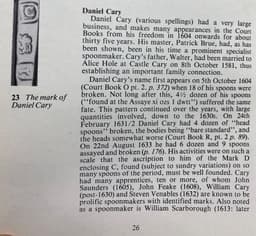 Daniel Cary
Daniel Cary (various spellings) had a very large
business, and makes many appearances in the Court
Books from his freedom in 1604 onwards for about
thirty five years. His master, Patrick Brue, had, as has
been shown, been in his time a prominent specialist
spoonmaker. Cary's father, Walter, had been married to
Alice Hole at Castle Cary on 8th October 1581, thus
establishing an important family connection.
Daniel Cary's name first appears on 5th October 1604
(Court Book O pt. 2, p. 372) when 18 of his spoons were
broken. Not long after this, 4½ dozen of his spoons
("found at the Assaye xi ozs 1 dwt") suffered the same
fate. This pattern continued over the years, with large
quantities involved, down to the 1630s. On 24th
February 1631/2 Daniel Cary had 4 dozen of "head
spoons" broken, the bodies being "bare standard", and
the heads somewhat worse (Court Book R, pt. 2 p. 89).
On 22nd August 1633 he had 6 dozen and 9 spoons
assayed and broken (p. 176). His activities were on such a
scale that the ascription to him of the Mark D
enclosing C, found (subject to sundry variations) on so
many spoons of the period, must be well founded. Cary
had many apprentices, ten or more, of whom John
Saunders (1605), John Feake (1608), William Cary
(post-1630) and Steven Venables (1632) are known to be
prolific spoonmakers with identified marks. Also noted
as a spoonmaker is William Scarborough (1613: later
23 The mark of
Daniel Cary
26